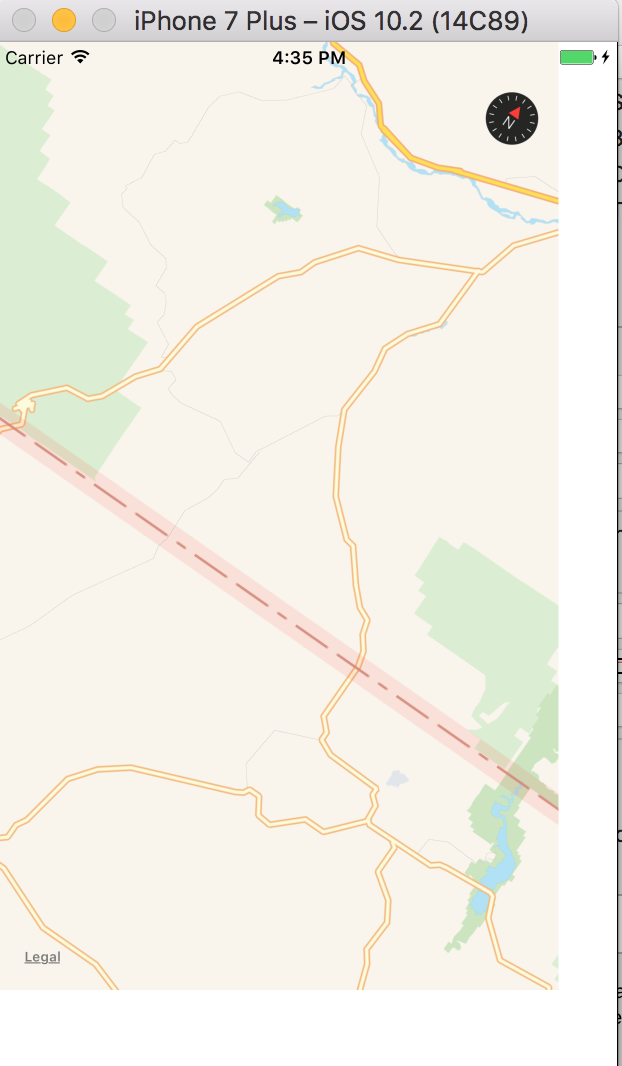 iPhone 7 Plus – iOS 10.2 (14C89)
Carrier 4:35 PM
N
Legal